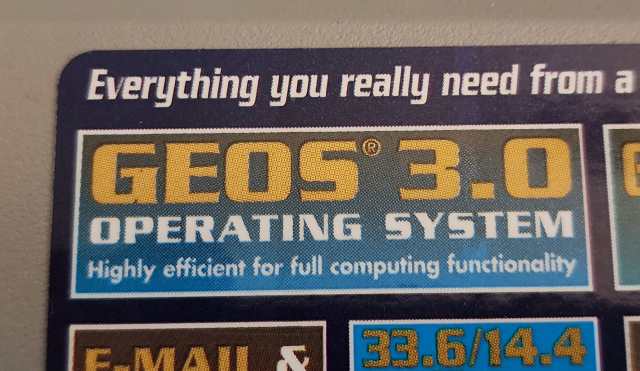 Everything you really need from a
GEOS® 3.0
OPERATING SYSTEM
Highly efficient for full computing functionality
E-MAIL &
33.6/14.4